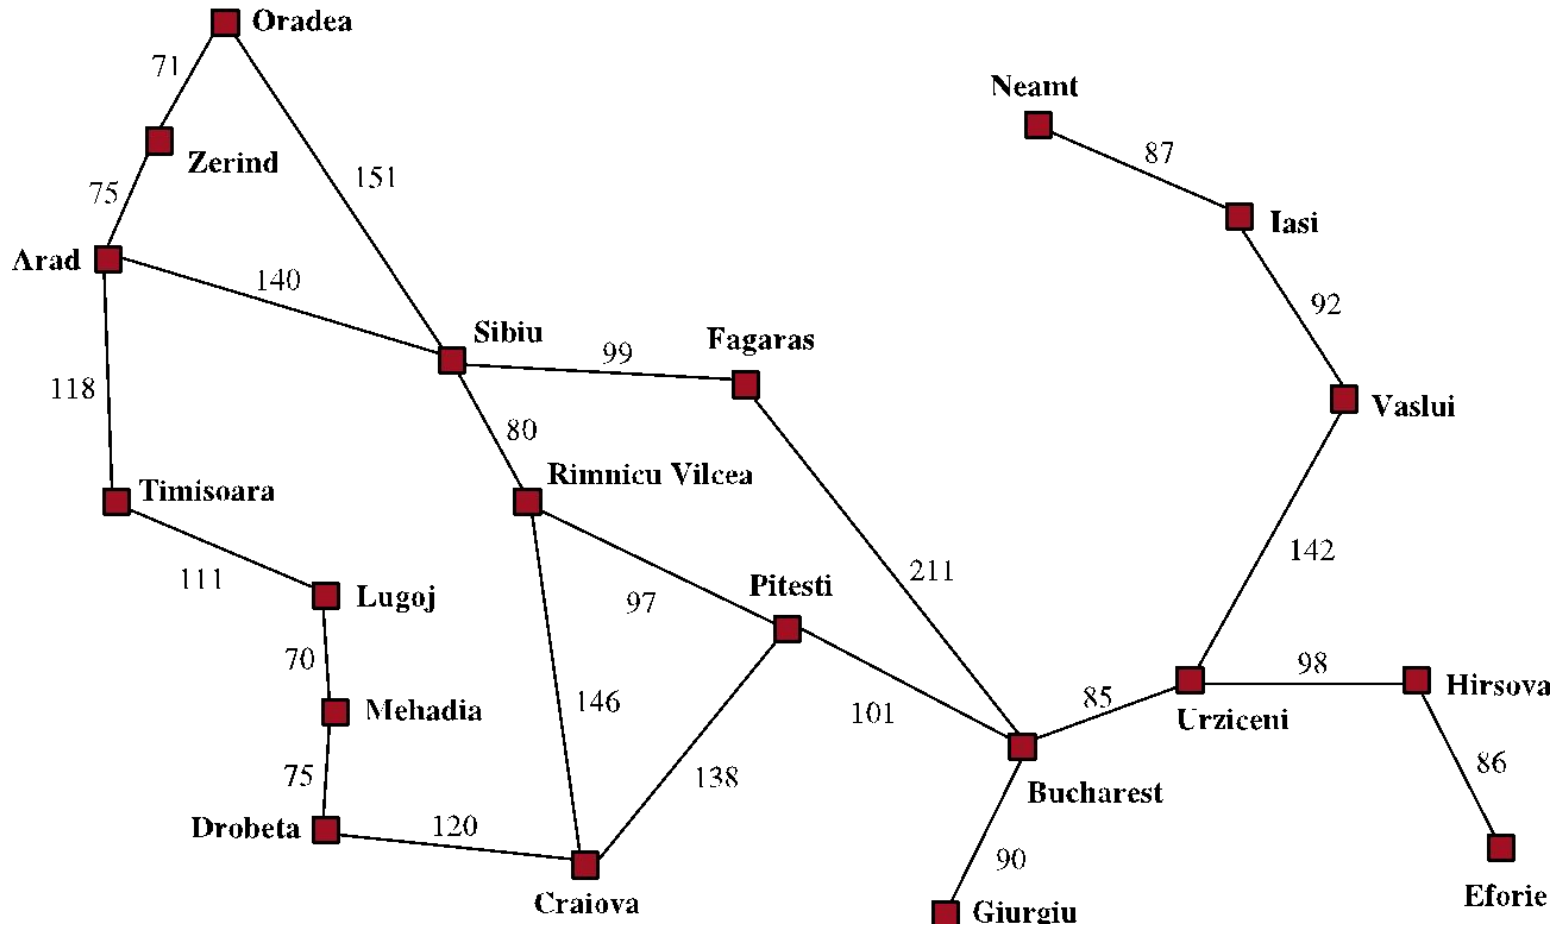 Oradea
71
Neamt
87
Zerind
151
75
Iasi
Arad
140
92
Sibiu
Fagaras
99
118
Vaslui
80
Rimnicu Vilcea
Timisoara
142
211
111
Pitesti
Lugoj
97
70
98
Hirsova
146
85
Mehadia
101
Urziceni
86
75
138
Bucharest
Drobeta
120
90
Craiova
Eforie
Giurgiu